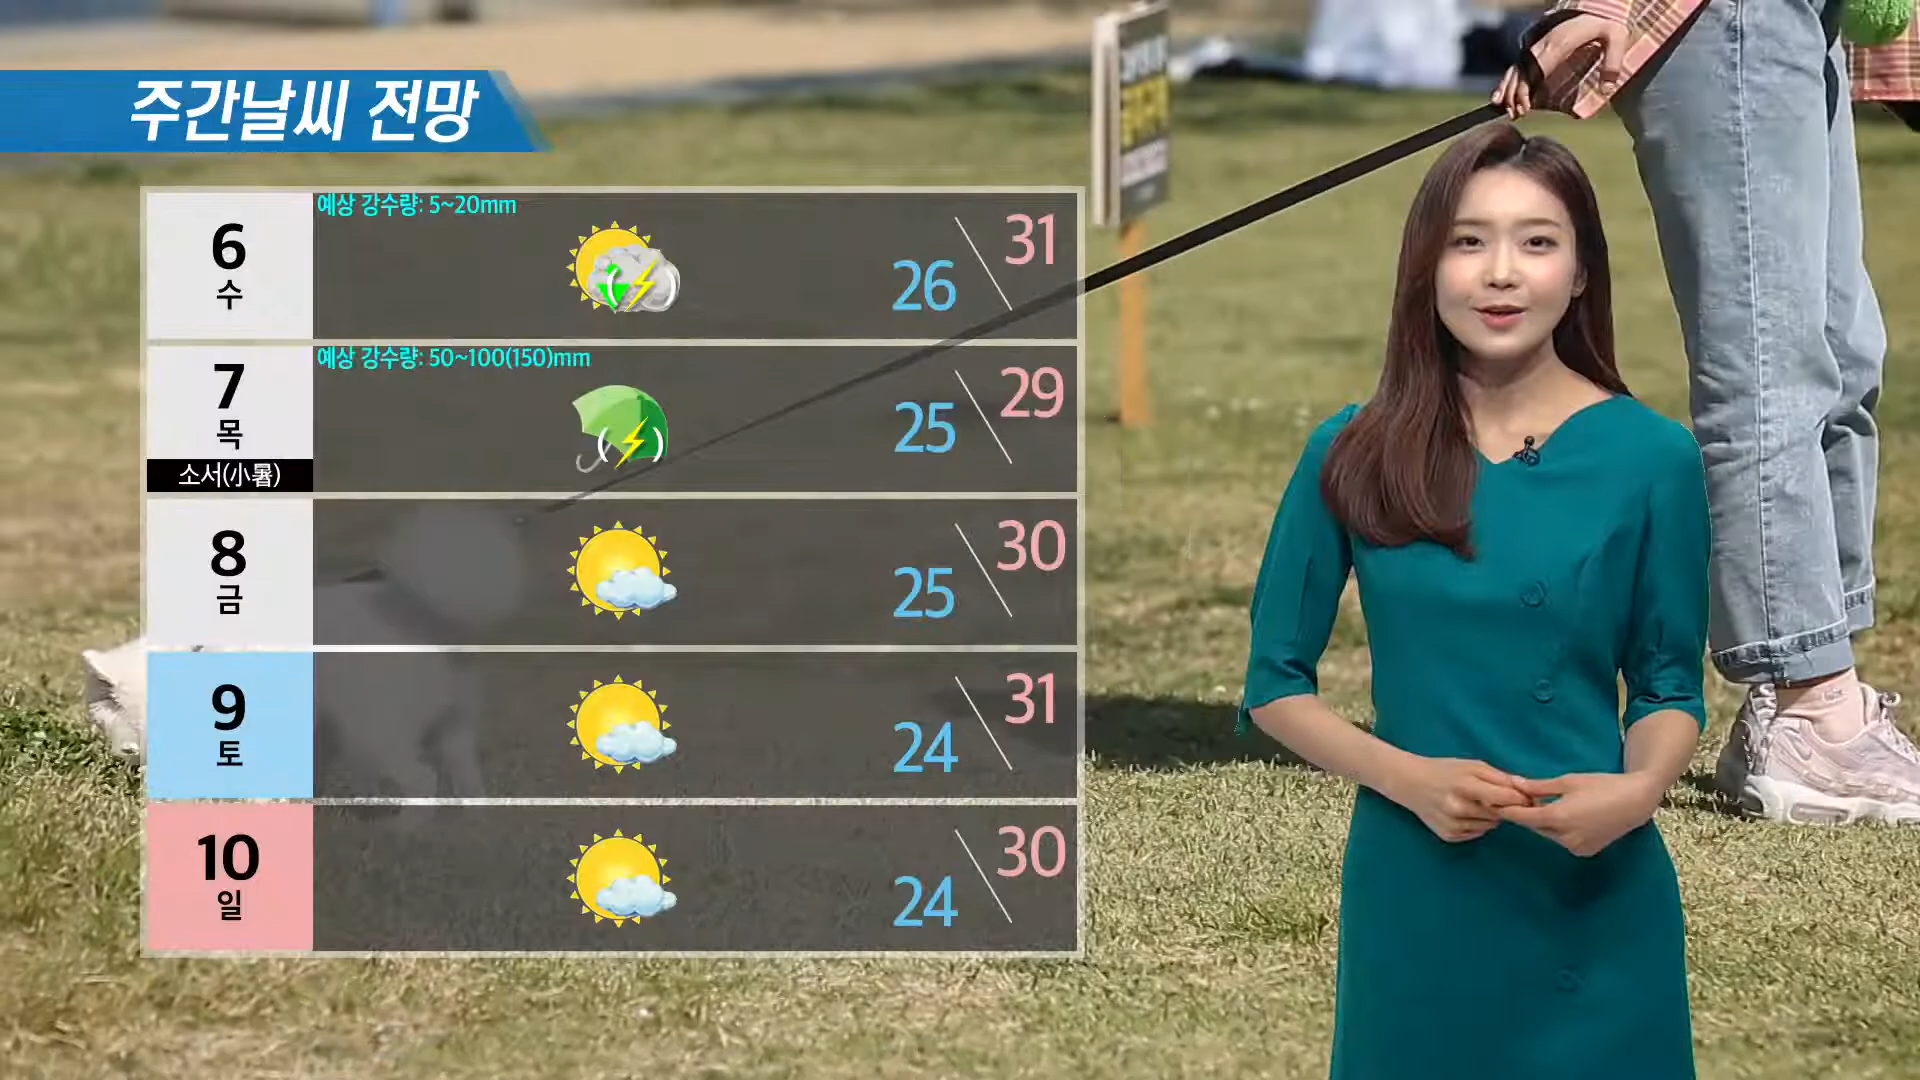 주간날씨 전망
6
수
예상 강수량: 5~20mm
26
31
7
목
소서(小暑)
예상 강수량: 50~100(150)mm
25
29
8
금
25
30
9
토
24
31
10
일
24
30